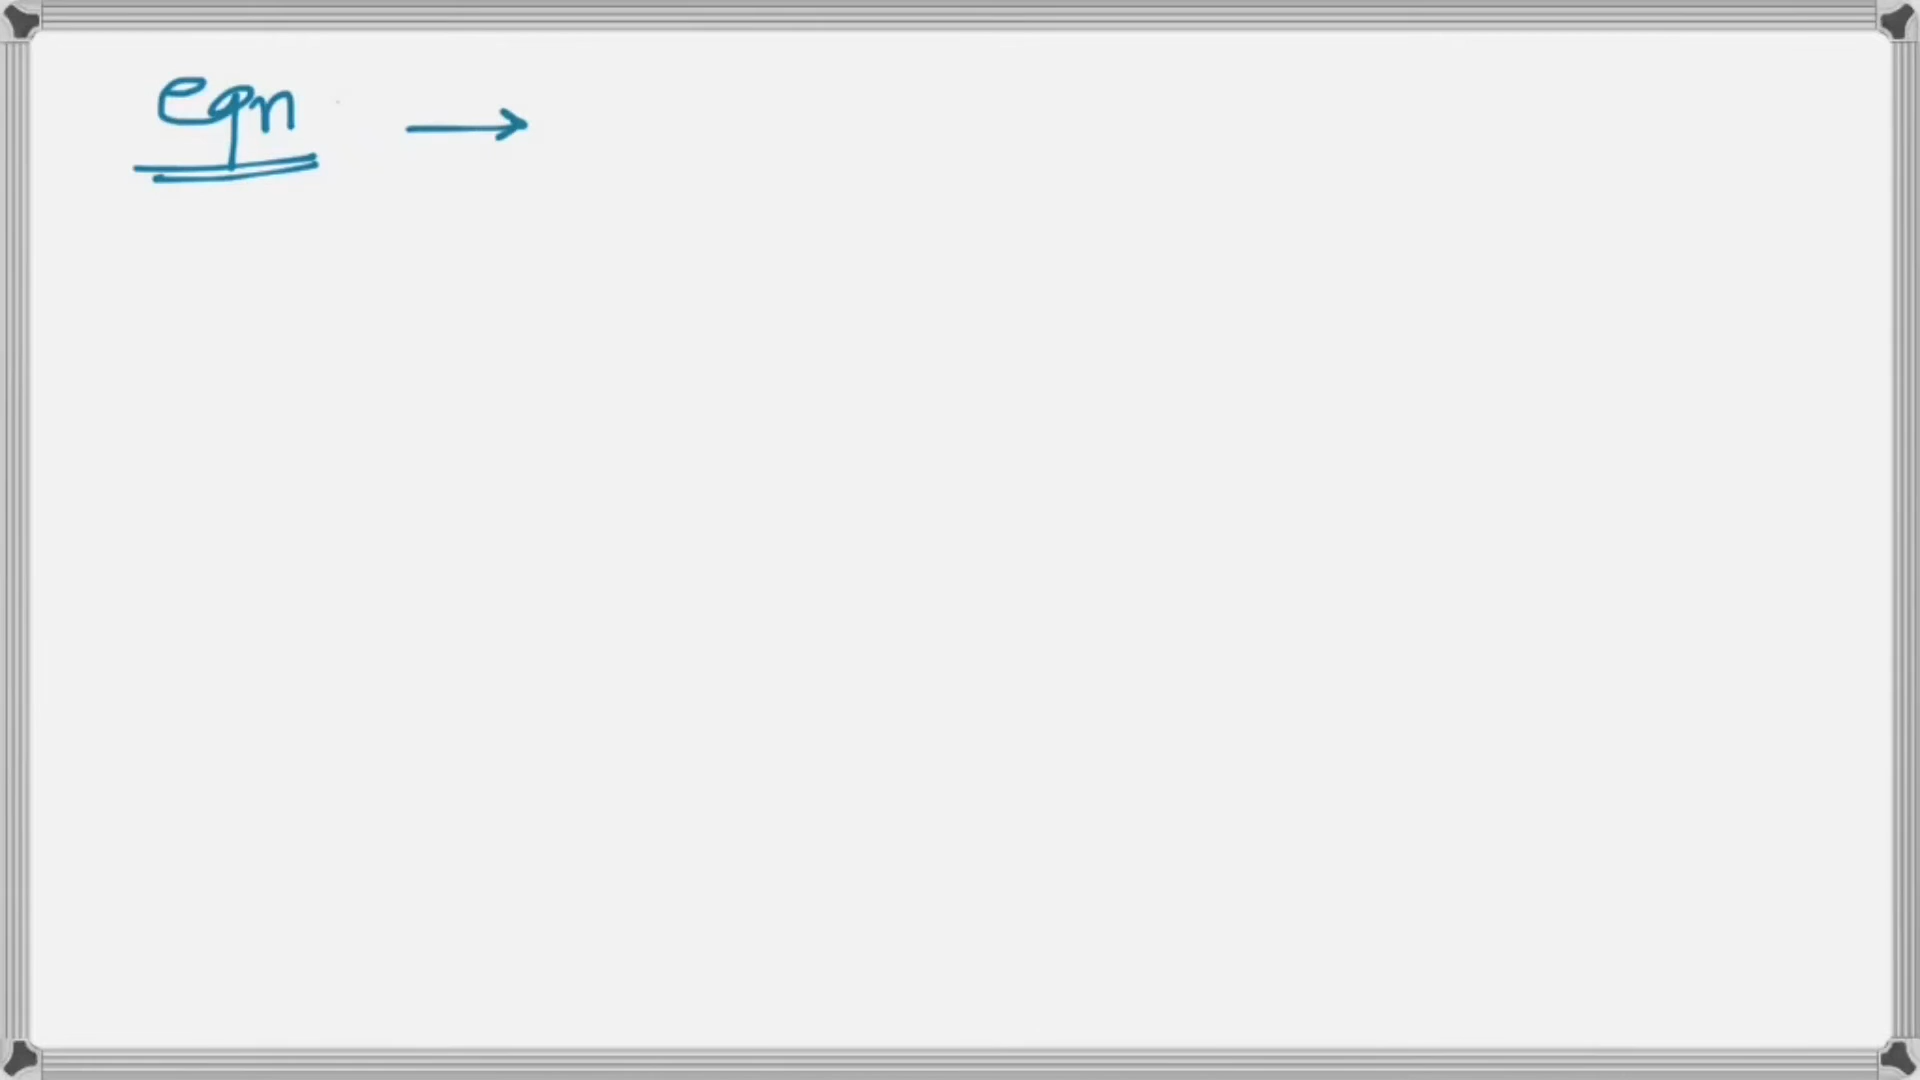 eqn →